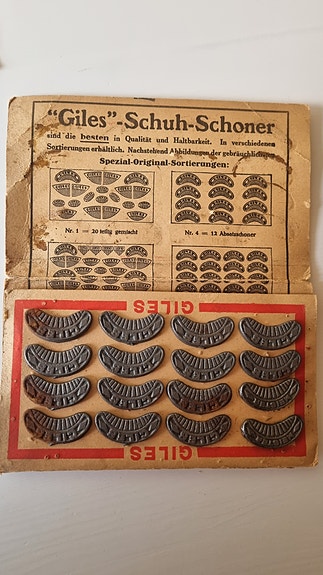 "Giles"-Schuh-Schoner
sind die besten in Qualität und Haltbarkeit. In verschiedenen
Sortierungen erhältlich. Nachstehend Abbildungen der gebräuchlichsten
Spezial-Original-Sortierungen:
Nr. 1 = 20 teilig gemischt
Nr. 4 = 12 Absatzschoner
GILES
GILES